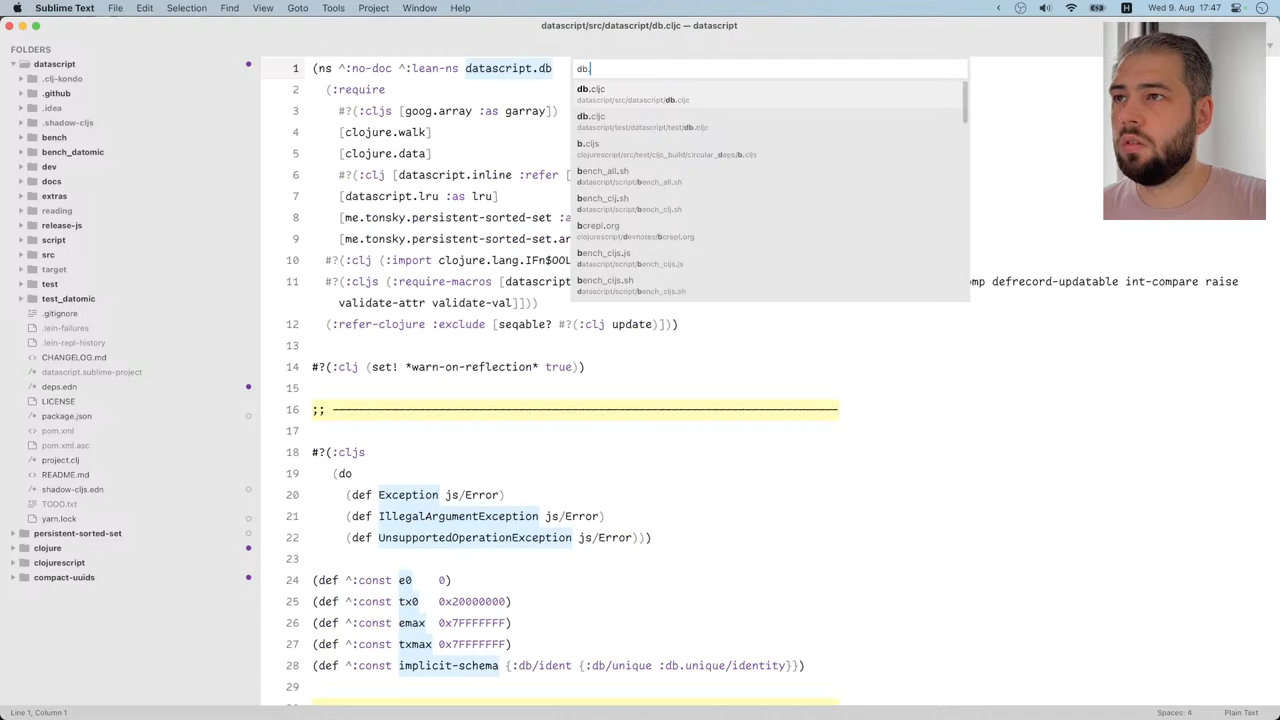 Sublime Text File Edit Selection Find View Goto Tools Project Window Help
Wed 9. Aug 17:47
datascript/src/datascript/db.cljc — datascript
FOLDERS
datascript
.clj-kondo
.github
.idea
.shadow-cljs
bench
bench_datomic
dev
docs
extras
reading
release-js
script
src
target
test
test_datomic
.gitignore
.lein-failures
.lein-repl-history
CHANGELOG.md
datascript.sublime-project
deps.edn
LICENSE
package.json
pom.xml
pom.xml.asc
project.clj
README.md
shadow-cljs.edn
TODO.txt
yarn.lock
persistent-sorted-set
clojure
clojurescript
compact-uuids
1 (ns ^:no-doc ^:lean-ns datascript.db
2 (:require
3 #?(:cljs [goog.array :as garray])
4 [clojure.walk]
5 [clojure.data]
6 #?(:clj [datascript.inline :refer [
7 [datascript.lru :as lru]
8 [me.tonsky.persistent-sorted-set :a
9 [me.tonsky.persistent-sorted-set.ar
10 #?(:clj (:import clojure.lang.IFn$OOL
11 #?(:cljs (:require-macros [datascript omp defrecord-updatable int-compare raise
validate-attr validate-val]]))
12 (:refer-clojure :exclude [seqable? #?(:clj update)]))
13
14 #?(:clj (set! *warn-on-reflection* true))
15
16 ;; ————————————————————————————————————————
17
18 #?(:cljs
19 (do
20 (def Exception js/Error)
21 (def IllegalArgumentException js/Error)
22 (def UnsupportedOperationException js/Error)))
23
24 (def ^:const e0 0)
25 (def ^:const tx0 0x20000000)
26 (def ^:const emax 0x7FFFFFFF)
27 (def ^:const txmax 0x7FFFFFFF)
28 (def ^:const implicit-schema {:db/ident {:db/unique :db.unique/identity}})
29
db.
db.cljc
datascript/src/datascript/db.cljc
db.cljc
datascript/test/datascript/test/db.cljc
b.cljs
clojurescript/src/test/cljs_build/circular_deps/b.cljs
bench_all.sh
datascript/script/bench_all.sh
bench_clj.sh
datascript/script/bench_clj.sh
bcrepl.org
clojurescript/devnotes/bcrepl.org
bench_cljs.js
datascript/script/bench_cljs.js
bench_cljs.sh
datascript/script/bench_cljs.sh
Line 1, Column 1
Spaces: 4
Plain Text